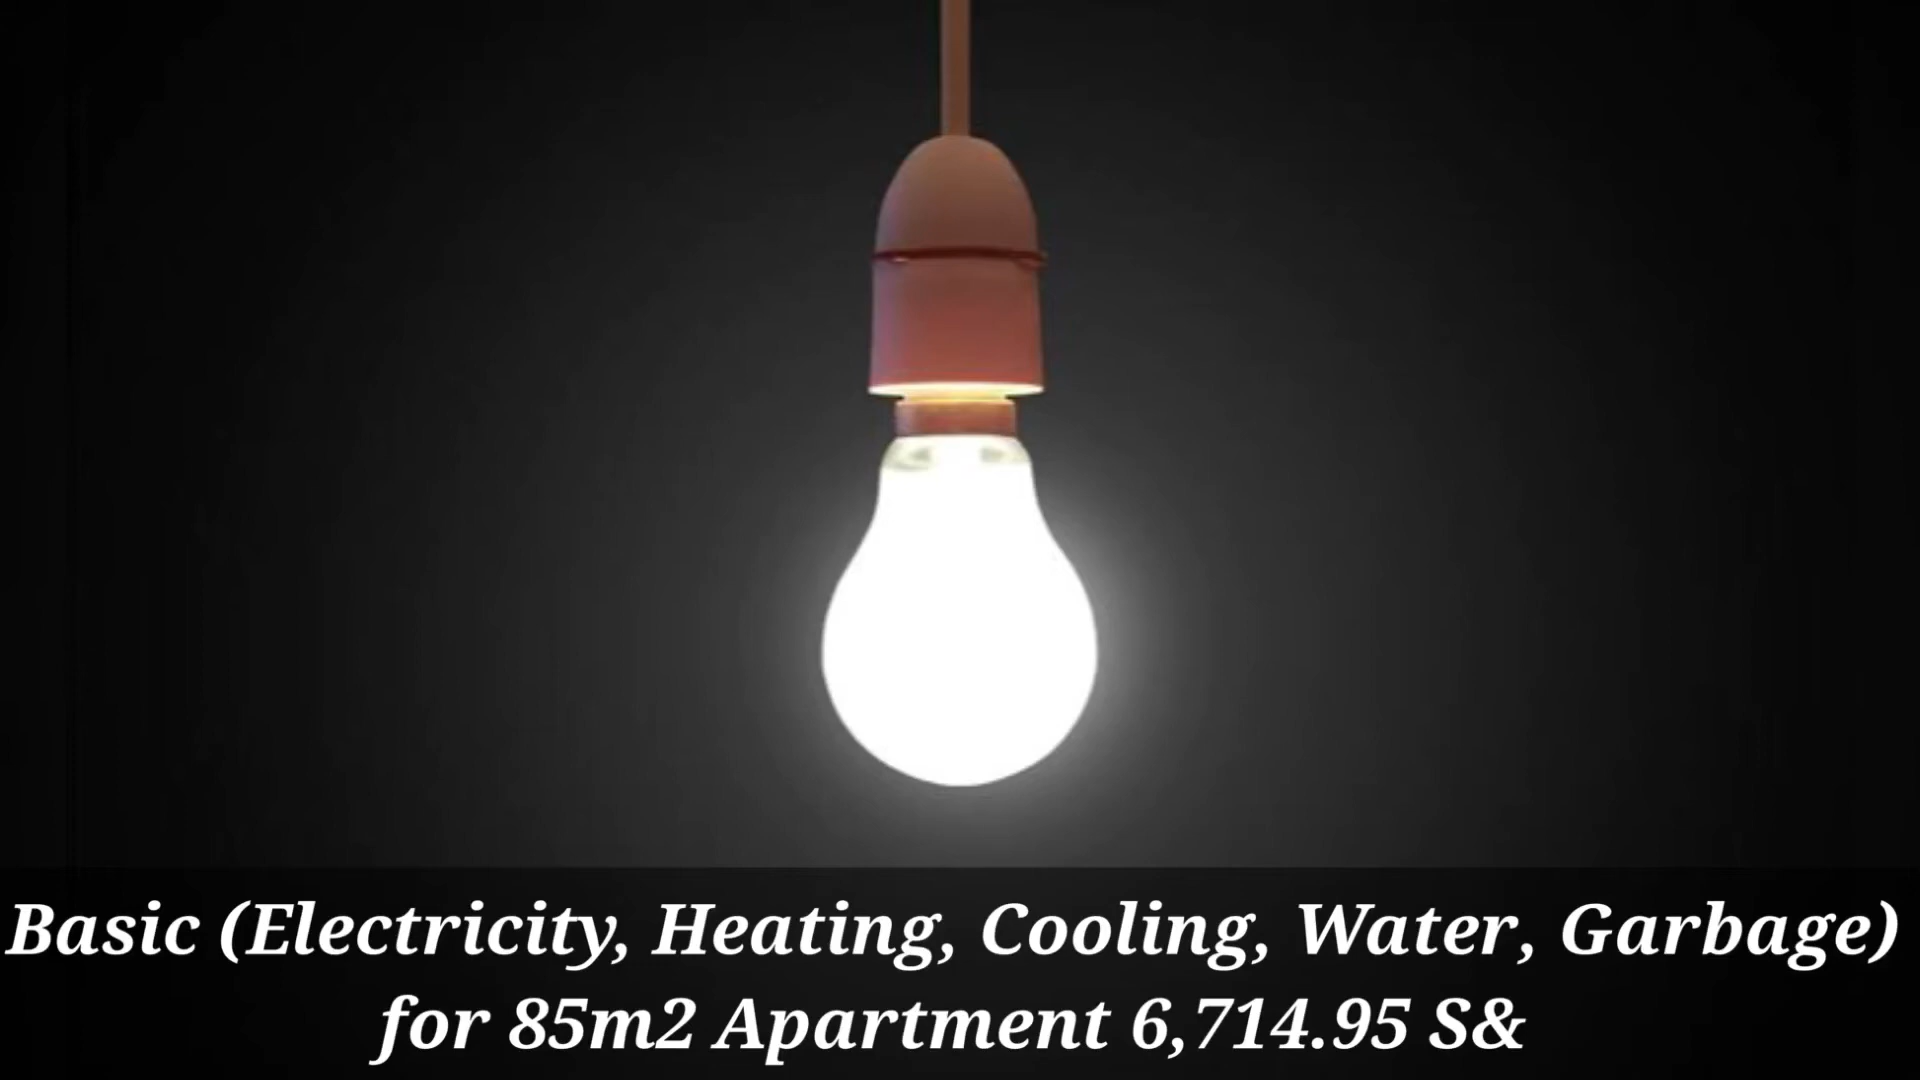 Basic (Electricity, Heating, Cooling, Water, Garbage)
for 85m2 Apartment 6,714.95 S&